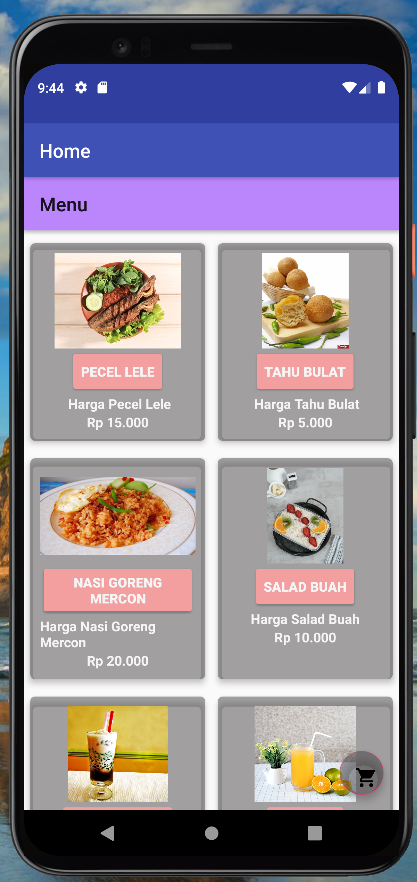 9:44
Home
Menu
PECEL LELE
TAHU BULAT
Harga Pecel Lele
Rp 15.000
Harga Tahu Bulat
Rp 5.000
NASI GORENG
MERCON
SALAD BUAH
Harga Nasi Goreng
Mercon
Rp 20.000
Harga Salad Buah
Rp 10.000